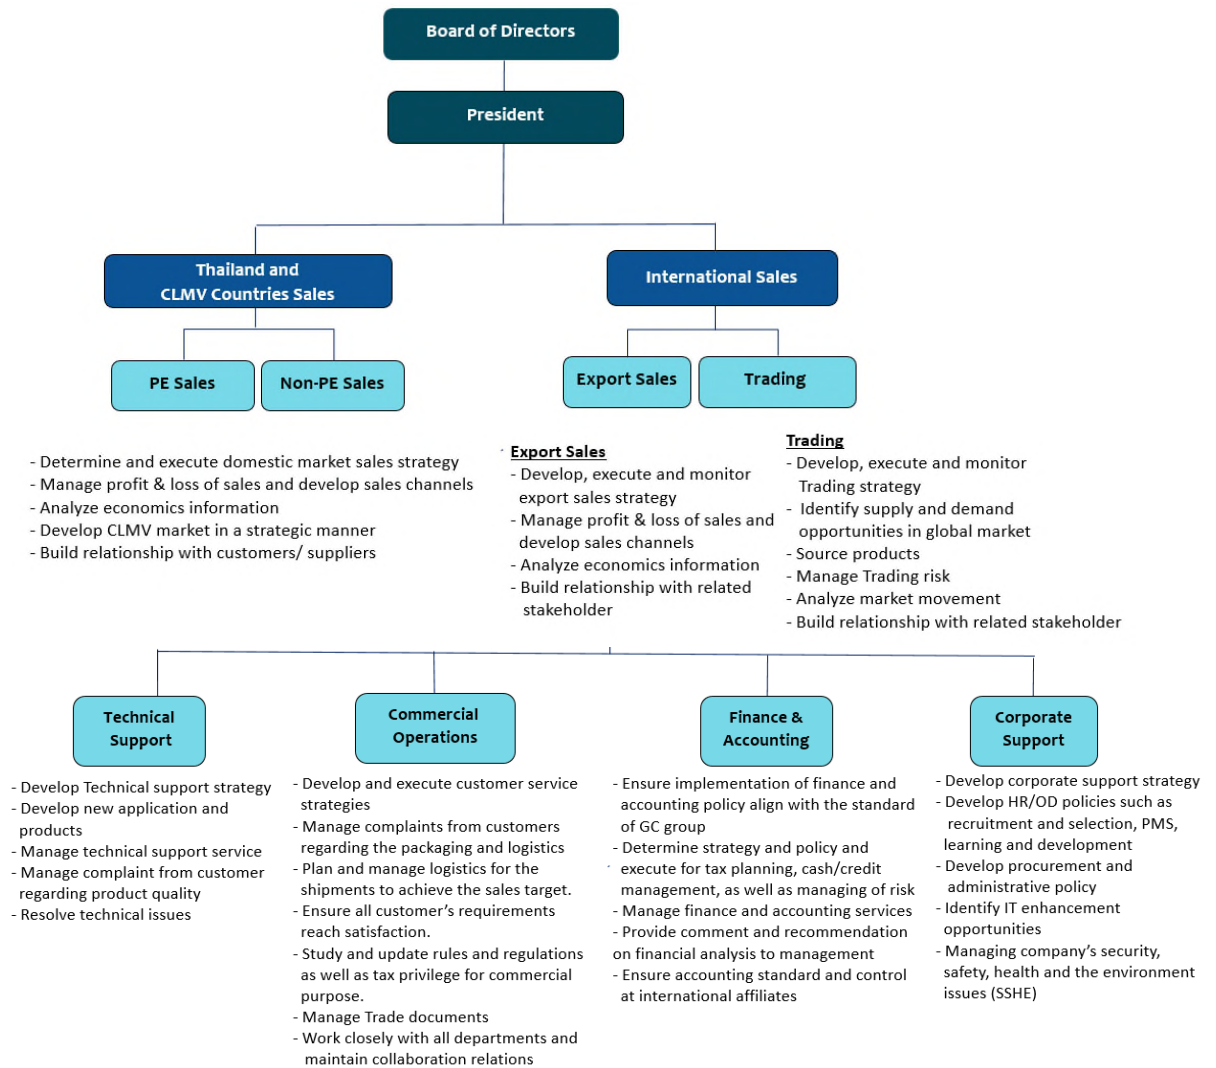 Board of Directors
President
Thailand and
CLMV Countries Sales
International Sales
PE Sales
Non-PE Sales
Export Sales
Trading
- Determine and execute domestic market sales strategy
- Manage profit & loss of sales and develop sales channels
- Analyze economics information
- Develop CLMV market in a strategic manner
- Build relationship with customers/ suppliers
Export Sales
- Develop, execute and monitor
export sales strategy
- Manage profit & loss of sales and
develop sales channels
- Analyze economics information
- Build relationship with related
stakeholder
Trading
- Develop, execute and monitor
Trading strategy
- Identify supply and demand
opportunities in global market
- Source products
- Manage Trading risk
- Analyze market movement
- Build relationship with related stakeholder
Technical
Support
- Develop Technical support strategy
- Develop new application and
products
- Manage technical support service
- Manage complaint from customer
regarding product quality
- Resolve technical issues
Commercial
Operations
- Develop and execute customer service
strategies
- Manage complaints from customers
regarding the packaging and logistics
- Plan and manage logistics for the
shipments to achieve the sales target.
- Ensure all customer's requirements
reach satisfaction.
- Study and update rules and regulations
as well as tax privilege for commercial
purpose.
- Manage Trade documents
- Work closely with all departments and
maintain collaboration relations
Finance &
Accounting
- Ensure implementation of finance and
accounting policy align with the standard
of GC group
- Determine strategy and policy and
execute for tax planning, cash/credit
management, as well as managing of risk
- Manage finance and accounting services
- Provide comment and recommendation
on financial analysis to management
- Ensure accounting standard and control
at international affiliates
Corporate
Support
- Develop corporate support strategy
- Develop HR/OD policies such as
recruitment and selection, PMS,
learning and development
- Develop procurement and
administrative policy
- Identify IT enhancement
opportunities
- Managing company's security,
safety, health and the environment
issues (SSHE)